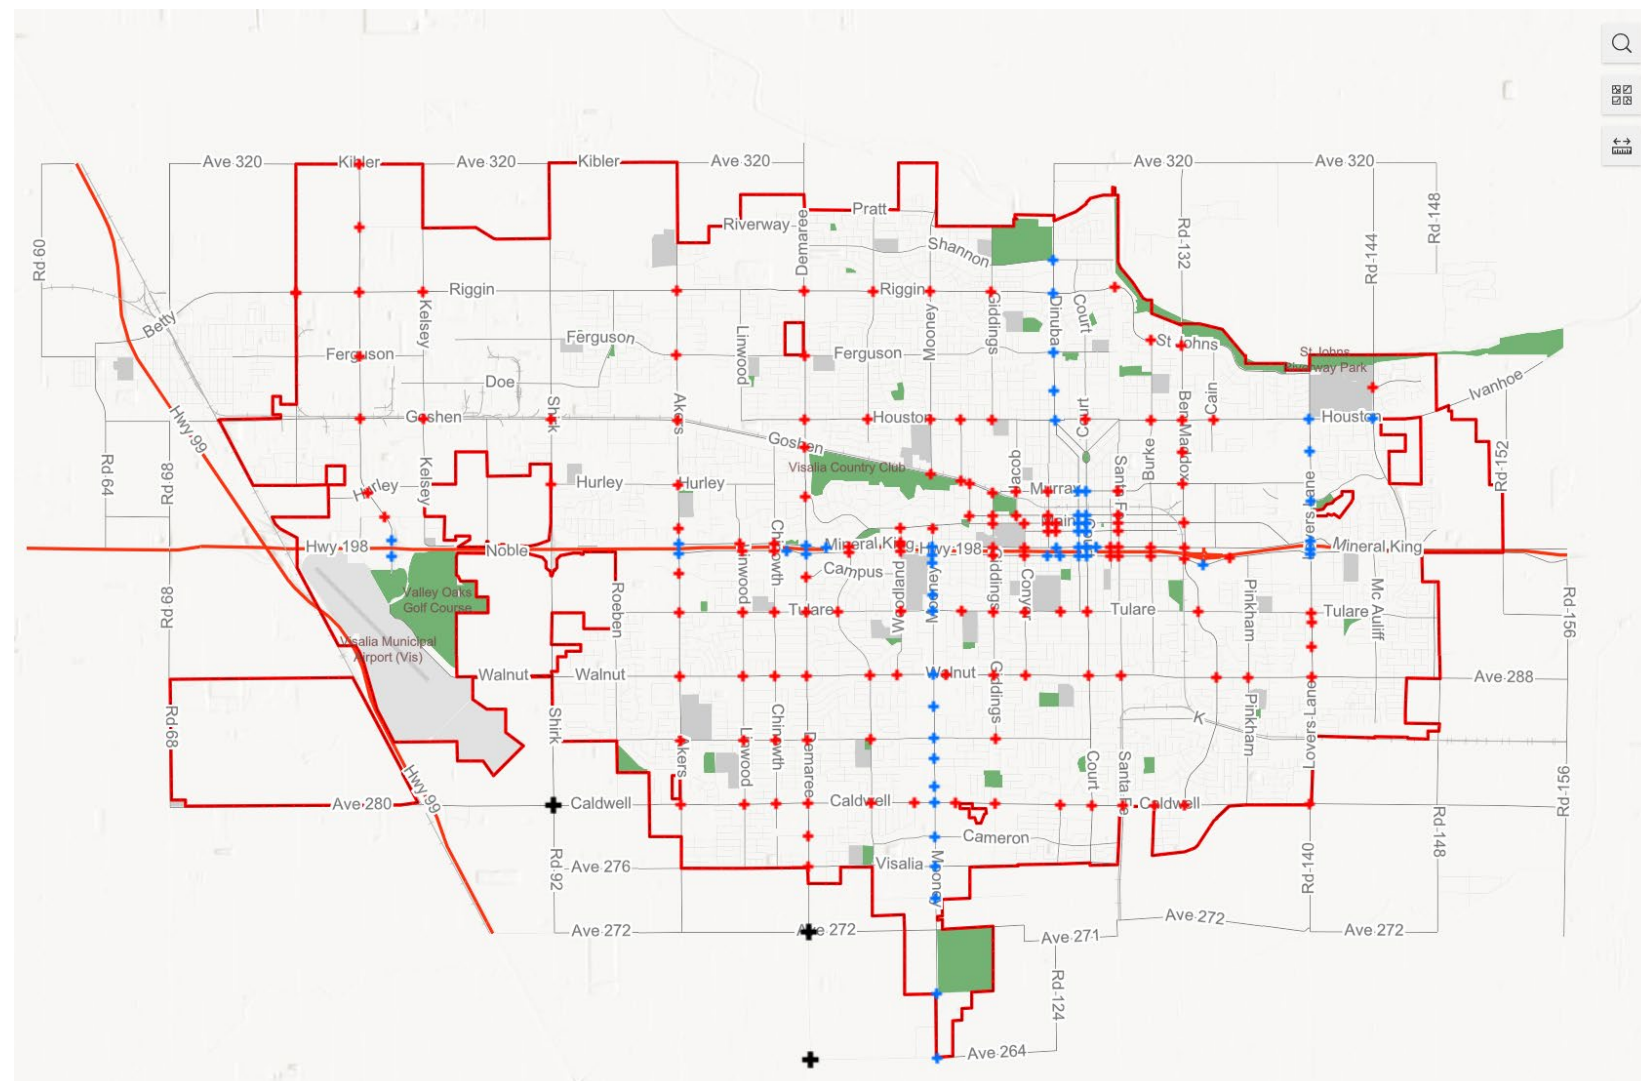 Ave 320
Kibler
Ave 320
Kibler
Ave 320
Ave 320
Ave 320
Rd 60
Riverway
Pratt
Demaree
Shannon
Rd-132
Rd-144
Rd-148
Betty
Riggin
Riggin
Kelsey
Mooney
Giddings
Dinuba
Court
Ferguson
Ferguson
Linwood
Ferguson
St Johns
St Johns
Riverway Park
Ivanhoe
Doe
Hwy 99
Goshen
Shirk
Akers
Houston
Court
Ben Maddox
Cain
Houston
Goshen
Visalia Country Club
Rd 64
Rd-68
Kelsey
Hurley
Hurley
Hurley
Jacob
Murray
Santa F
Burke
Rd-152
Main
Lovers Lane
Hwy 198
Noble
Linwood
Chinowth
Mineral King
Hwy 198
Mineral King
Campus
Woodland
Mooney
Giddings
Conyer
Valley Oaks
Golf Course
Rd 68
Roeben
Tulare
Tulare
Pinkham
Tulare
Mc Auliff
Rd-156
Visalia Municipal
Airport (Vis)
Walnut
Walnut
Walnut
Giddings
Ave 288
Rd-68
Shirk
Akers
Linwood
Chinowth
Demaree
K
Pinkham
Lovers Lane
Hwy 99
Court
Santa Fe
Rd-156
Ave 280
Caldwell
Caldwell
Caldwell
Cameron
Rd-148
Rd-92
Ave 276
Visalia
Mooney
Rd-140
Ave 272
Ave 272
Ave 271
Ave 272
Ave 272
Rd-124
Ave 264